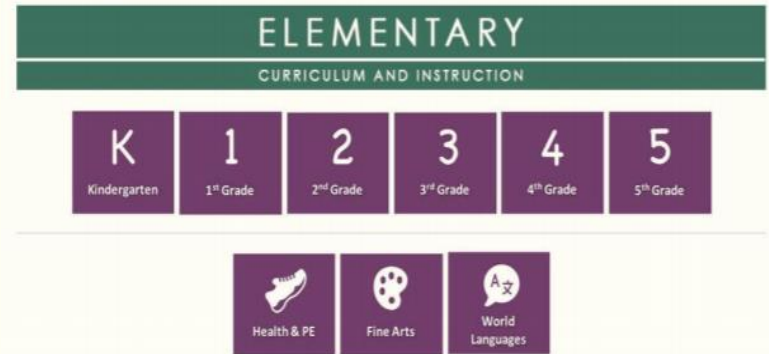 ELEMENTARY
CURRICULUM AND INSTRUCTION
K 1 2 3 4 5
Kindergarten 1st Grade 2nd Grade 3rd Grade 4th Grade 5th Grade
A 文
Health & PE Fine Arts World
Languages